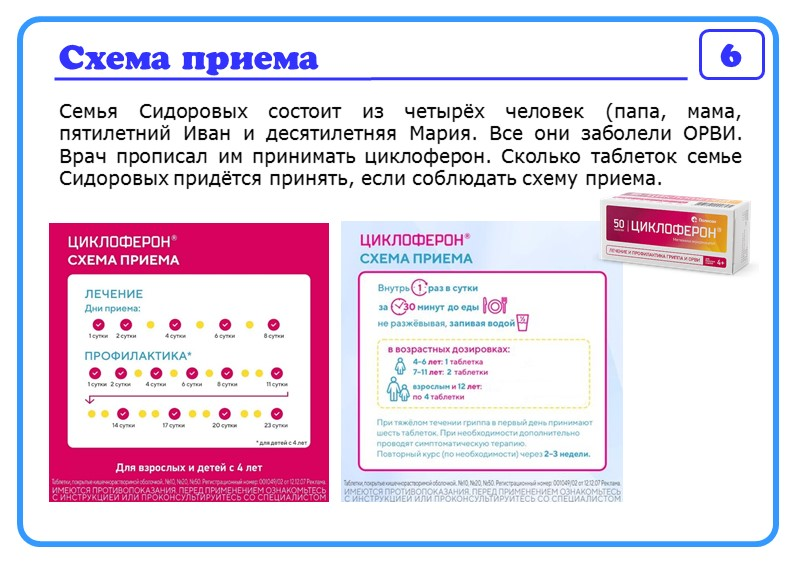 Схема приема
6
Семья Сидоровых состоит из четырёх человек (папа, мама,
пятилетний Иван и десятилетняя Мария. Все они заболели ОРВИ.
Врач прописал им принимать циклоферон. Сколько таблеток семье
Сидоровых придётся принять, если соблюдать схему приема.
50 ЦИКЛОФЕРОН®
ЛЕЧЕНИЕ И ПРОФИЛАКТИКА ГРИППА И ОРВИ
4+
ЦИКЛОФЕРОН®
СХЕМА ПРИЕМА
ЛЕЧЕНИЕ
Дни приема:
1 сутки 2 сутки 4 сутки 6 сутки 8 сутки
ПРОФИЛАКТИКА*
1 сутки 2 сутки 4 сутки 6 сутки 8 сутки 11 сутки
14 сутки 17 сутки 20 сутки 23 сутки
* для детей с 4 лет
Для взрослых и детей с 4 лет
Таблетки, покрытые кишечнорастворимой оболочкой, №10, №20, №50. Регистрационный номер: 001049/02 от 12.12.07 Реклама.
ИМЕЮТСЯ ПРОТИВОПОКАЗАНИЯ. ПЕРЕД ПРИМЕНЕНИЕМ ОЗНАКОМЬТЕСЬ
С ИНСТРУКЦИЕЙ ИЛИ ПРОКОНСУЛЬТИРУЙТЕСЬ СО СПЕЦИАЛИСТОМ
ЦИКЛОФЕРОН®
СХЕМА ПРИЕМА
Внутрь 1 раз в сутки
за 30 минут до еды
не разжёвывая, запивая водой ½
в возрастных дозировках:
4-6 лет: 1 таблетка
7-11 лет: 2 таблетки
взрослым и 12 лет:
по 4 таблетки
При тяжёлом течении гриппа в первый день принимают
шесть таблеток. При необходимости дополнительно
проводят симптоматическую терапию.
Повторный курс (по необходимости) через 2-3 недели.
Таблетки, покрытые кишечнорастворимой оболочкой, №10, №20, №50. Регистрационный номер: 001049/02 от 12.12.07 Реклама.
ИМЕЮТСЯ ПРОТИВОПОКАЗАНИЯ. ПЕРЕД ПРИМЕНЕНИЕМ ОЗНАКОМЬТЕСЬ
С ИНСТРУКЦИЕЙ ИЛИ ПРОКОНСУЛЬТИРУЙТЕСЬ СО СПЕЦИАЛИСТОМ